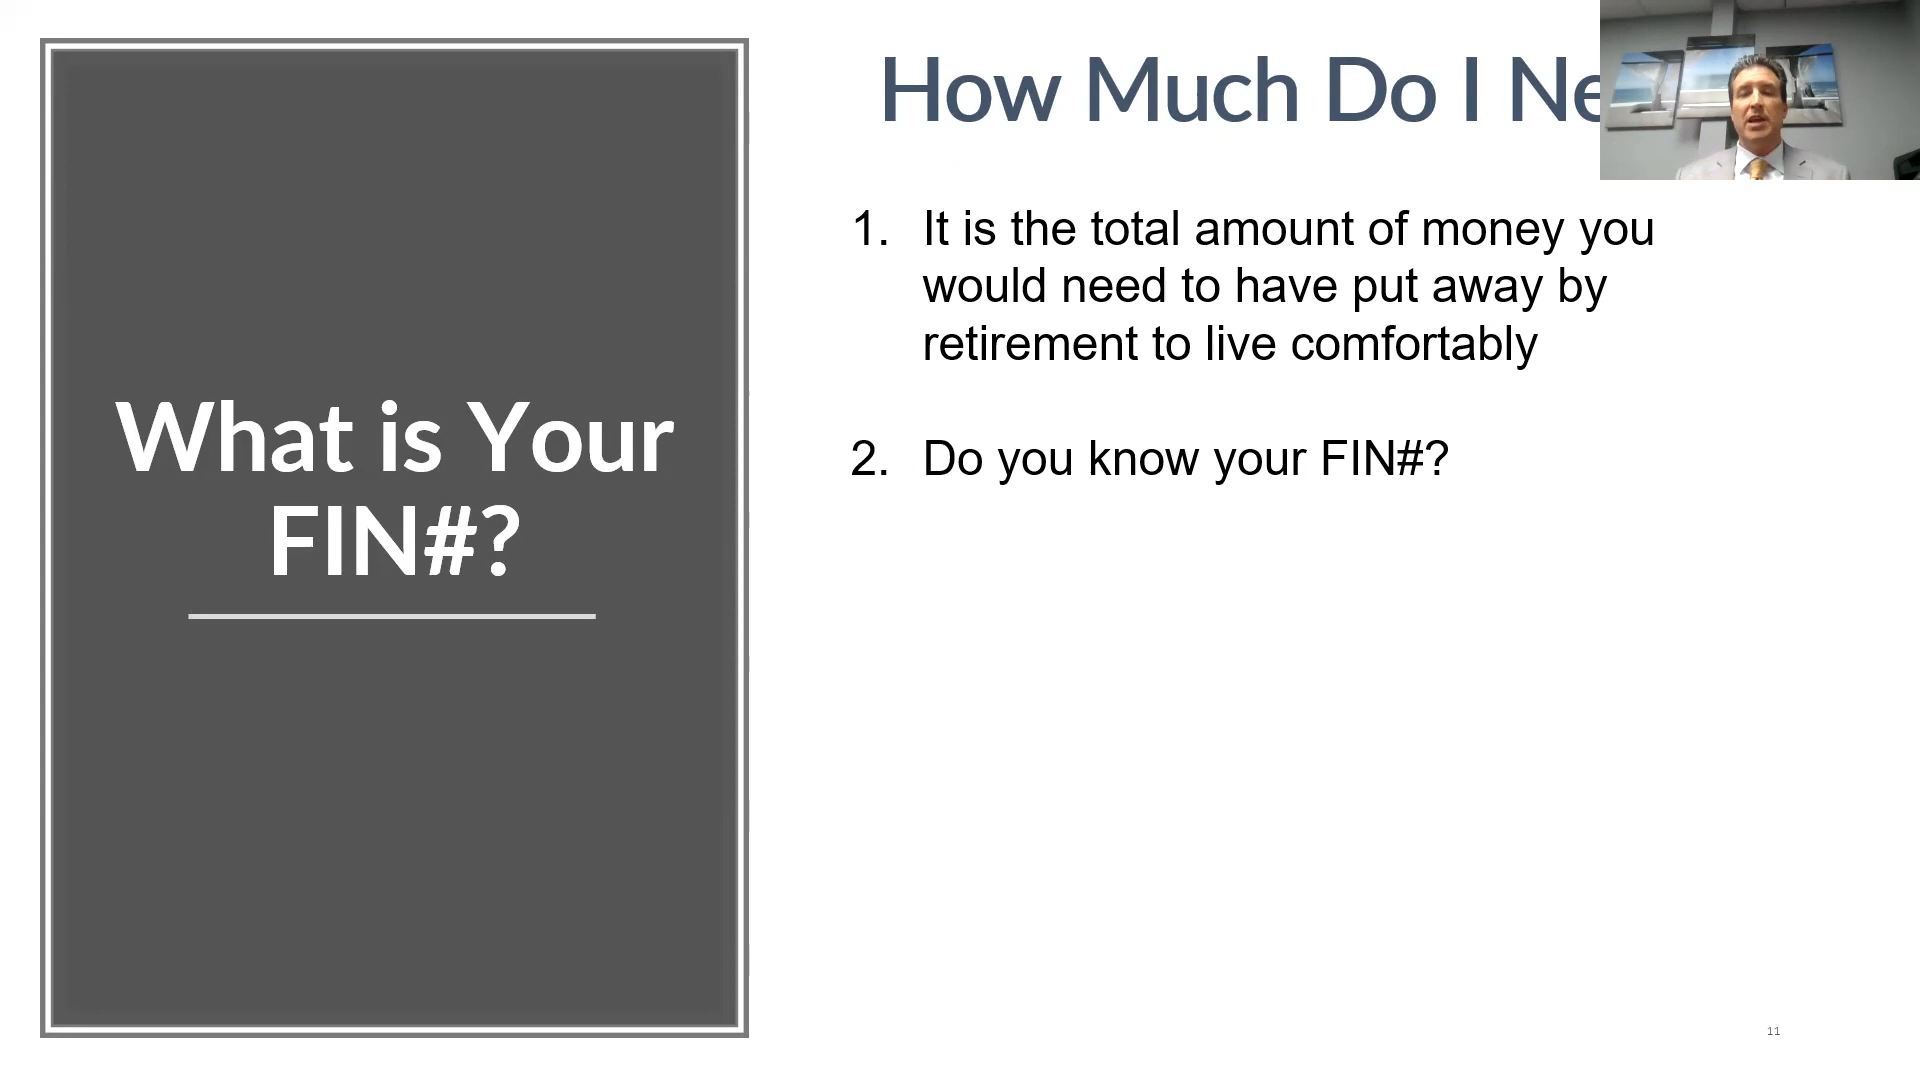 What is Your
FIN#?
How Much Do I
1. It is the total amount of money you
would need to have put away by
retirement to live comfortably
2. Do you know your FIN#?
11